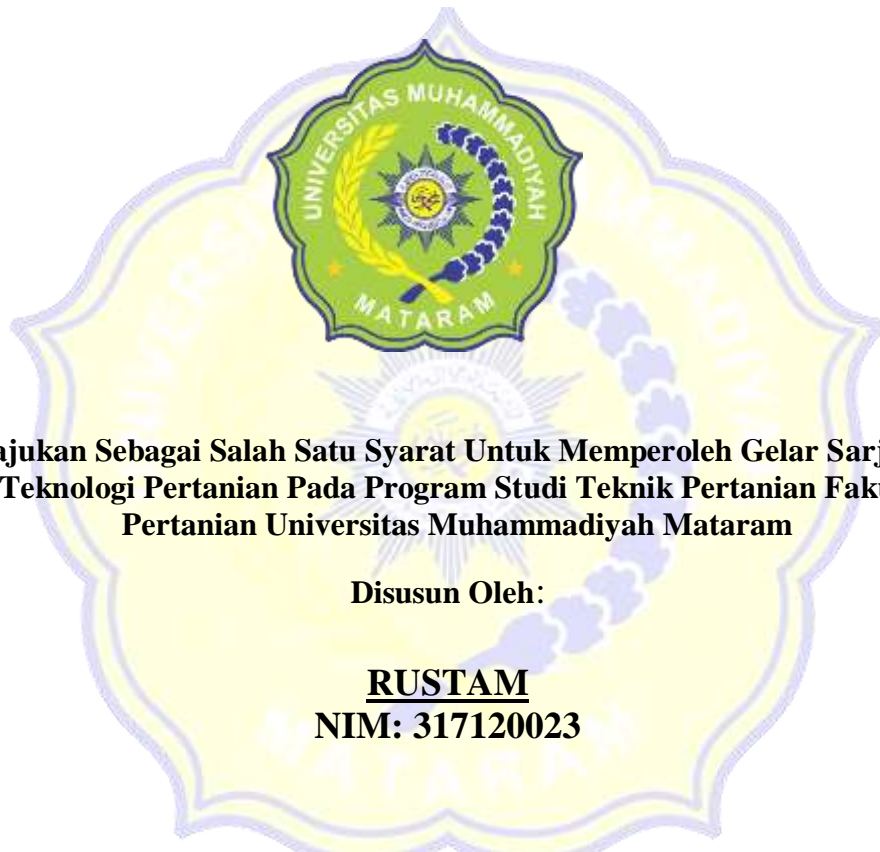 UNIVERSITAS MUHAMMADIYAH
MATARAM
ajukan Sebagai Salah Satu Syarat Untuk Memperoleh Gelar Sarj
Teknologi Pertanian Pada Program Studi Teknik Pertanian Fak
Pertanian Universitas Muhammadiyah Mataram
Disusun Oleh:
RUSTAM
NIM: 317120023